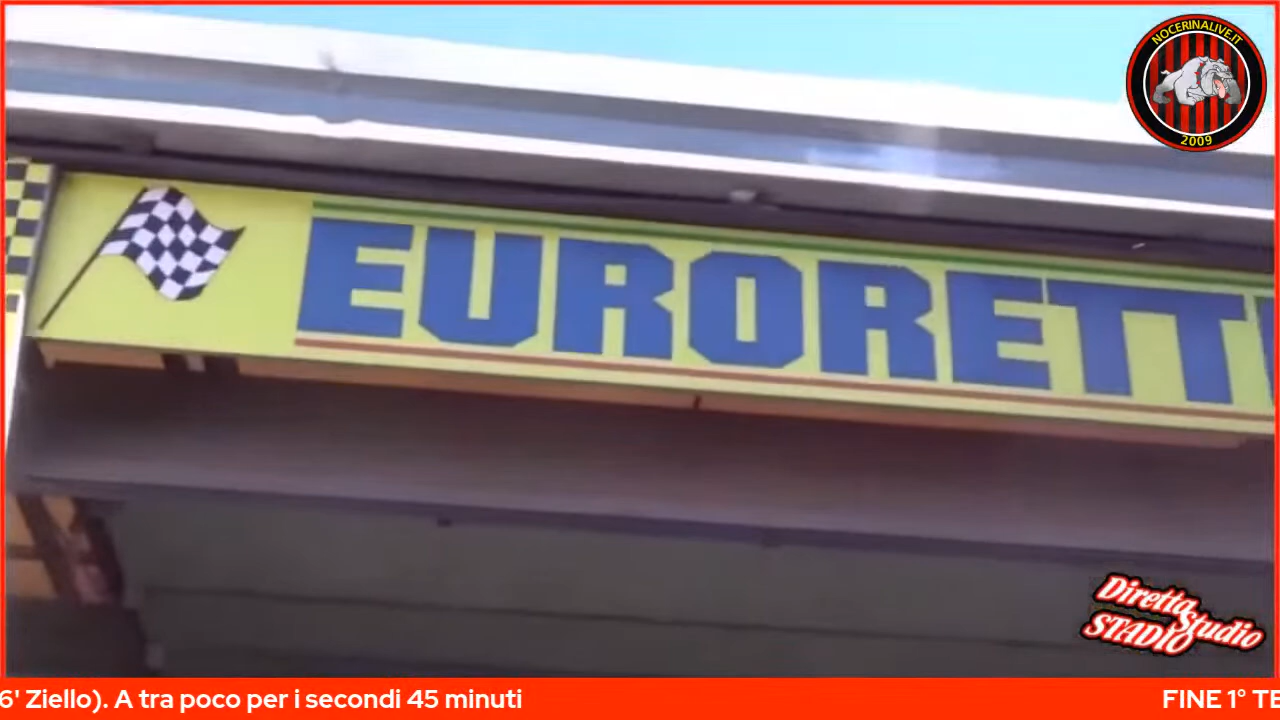 NOCERINALIVE.IT
2009
EURORETT
Diretta
Studio
STADIO
6' Ziello). A tra poco per i secondi 45 minuti
FINE 1° TE